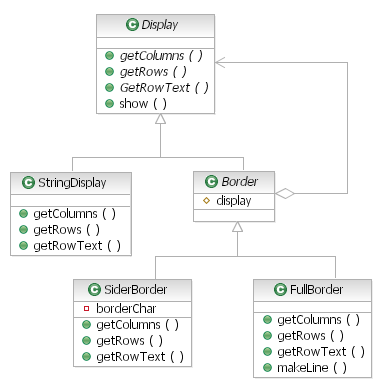 C Display
getColumns ( )
getRows ( )
GetRowText ( )
show ( )
C StringDisplay
getColumns ( )
getRows ( )
getRowText ( )
C Border
display
C SiderBorder
borderChar
getColumns ( )
getRows ( )
getRowText ( )
C FullBorder
getColumns ( )
getRows ( )
getRowText ( )
makeLine ( )